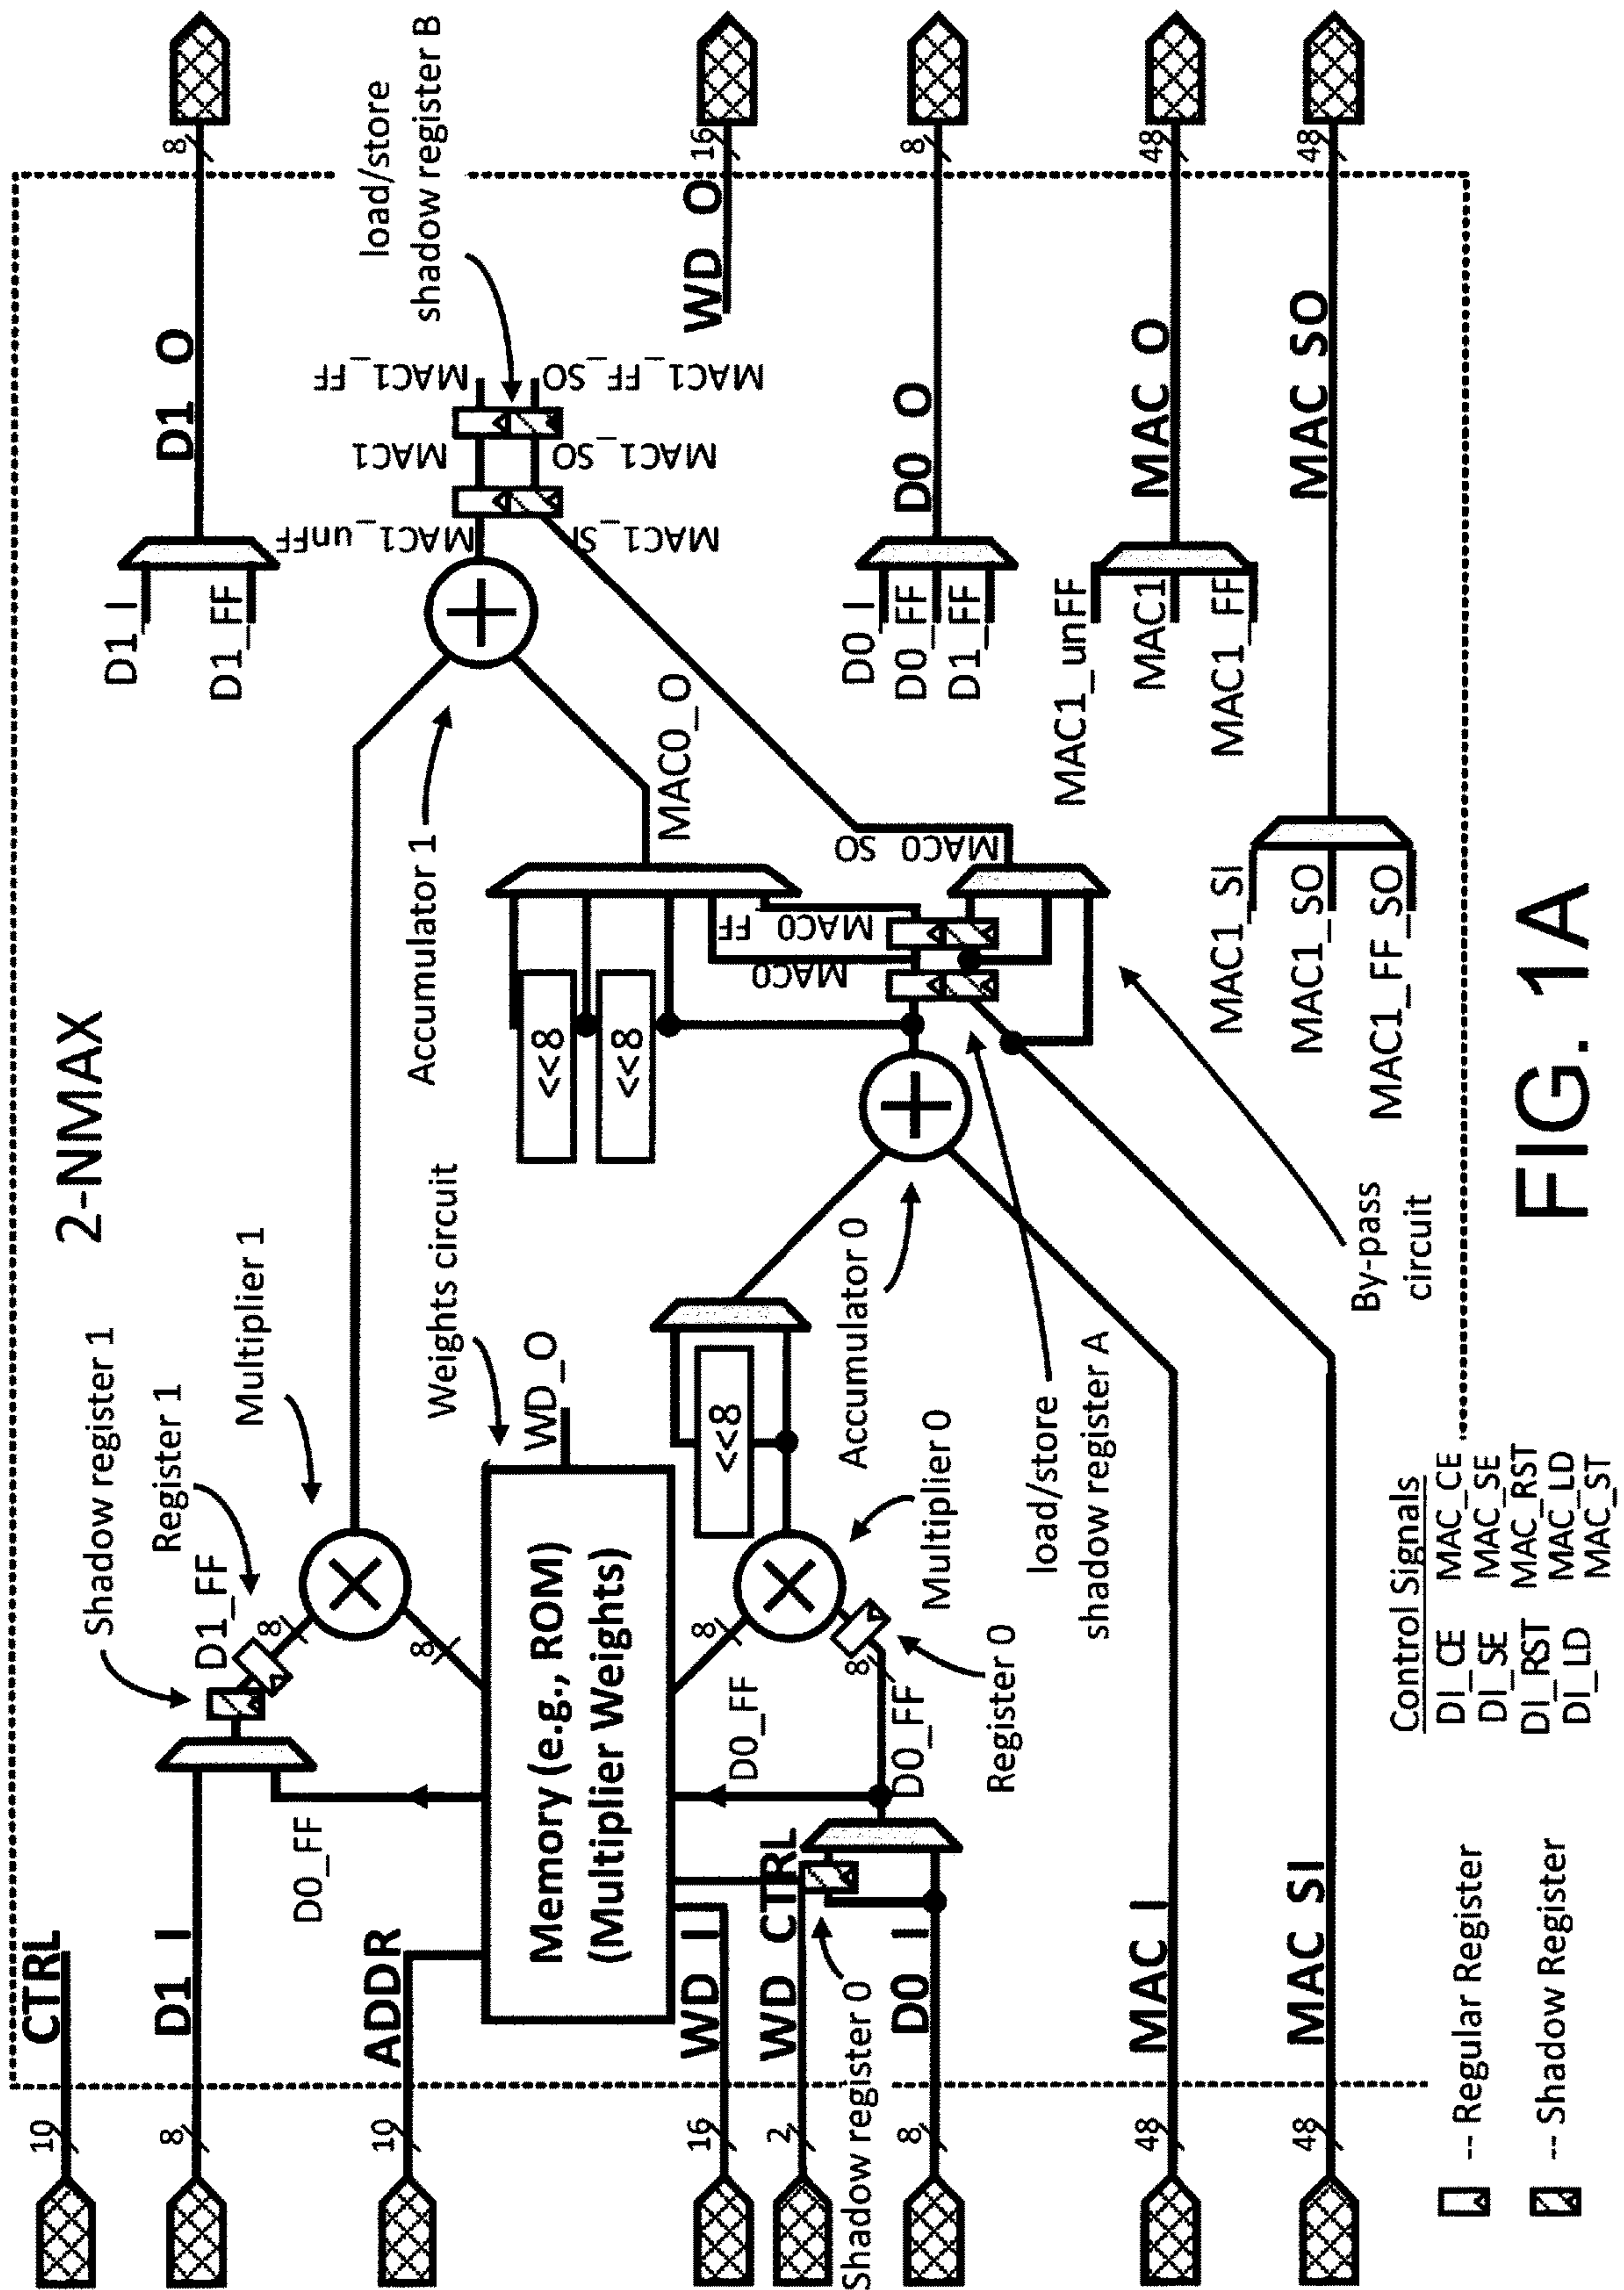 2-NMAX
CTRL
10
D1_I
8
ADDR
10
WD_I
16
WD_CTRL
2
D0_I
8
MAC_I
48
MAC_SI
48
Shadow register 0
Shadow register 1
Register 1
D1_FF
8
8
D0_FF
Multiplier 1
Weights circuit
WD_O
Memory (e.g., ROM)
(Multiplier Weights)
D0_FF
8
8
D0_FF
Register 0
Multiplier 0
<<8
Accumulator 0
load/store
shadow register A
By-pass
circuit
<<8
<<8
MAC0
MAC0_FF
MAC0_SO
MAC0_O
Accumulator 1
MAC1_unFF
MAC1_SI
MAC1
MAC1_SO
MAC1_FF
MAC1_FF_SO
load/store
shadow register B
D1_I
D1_FF
D1_O
8
WD_O
16
D0_I
D0_FF
D1_FF
D0_O
8
MAC1_unFF
MAC1
MAC1_FF
MAC_O
48
MAC1_SI
MAC1_SO
MAC1_FF_SO
MAC_SO
48
Control Signals
DI_CE MAC_CE
DI_SE MAC_SE
DI_RST MAC_RST
DI_LD MAC_LD
MAC_ST
-- Regular Register
-- Shadow Register
FIG. 1A